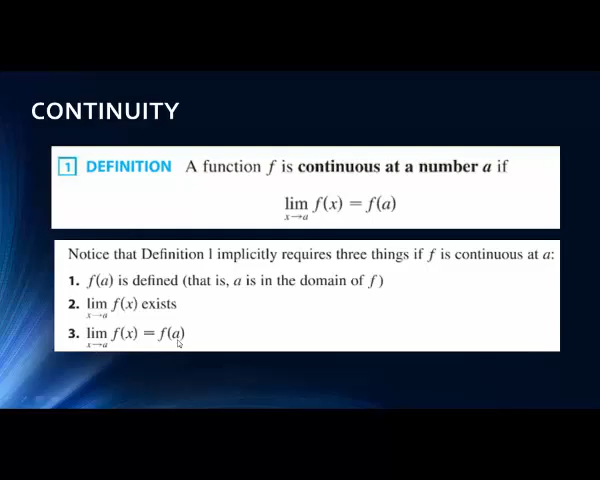 CONTINUITY
1 DEFINITION A function f is continuous at a number a if
lim f(x) = f(a)
x→a
Notice that Definition 1 implicitly requires three things if f is continuous at a:
1. f(a) is defined (that is, a is in the domain of f)
2. lim f(x) exists
x→a
3. lim f(x) = f(a)
x→a